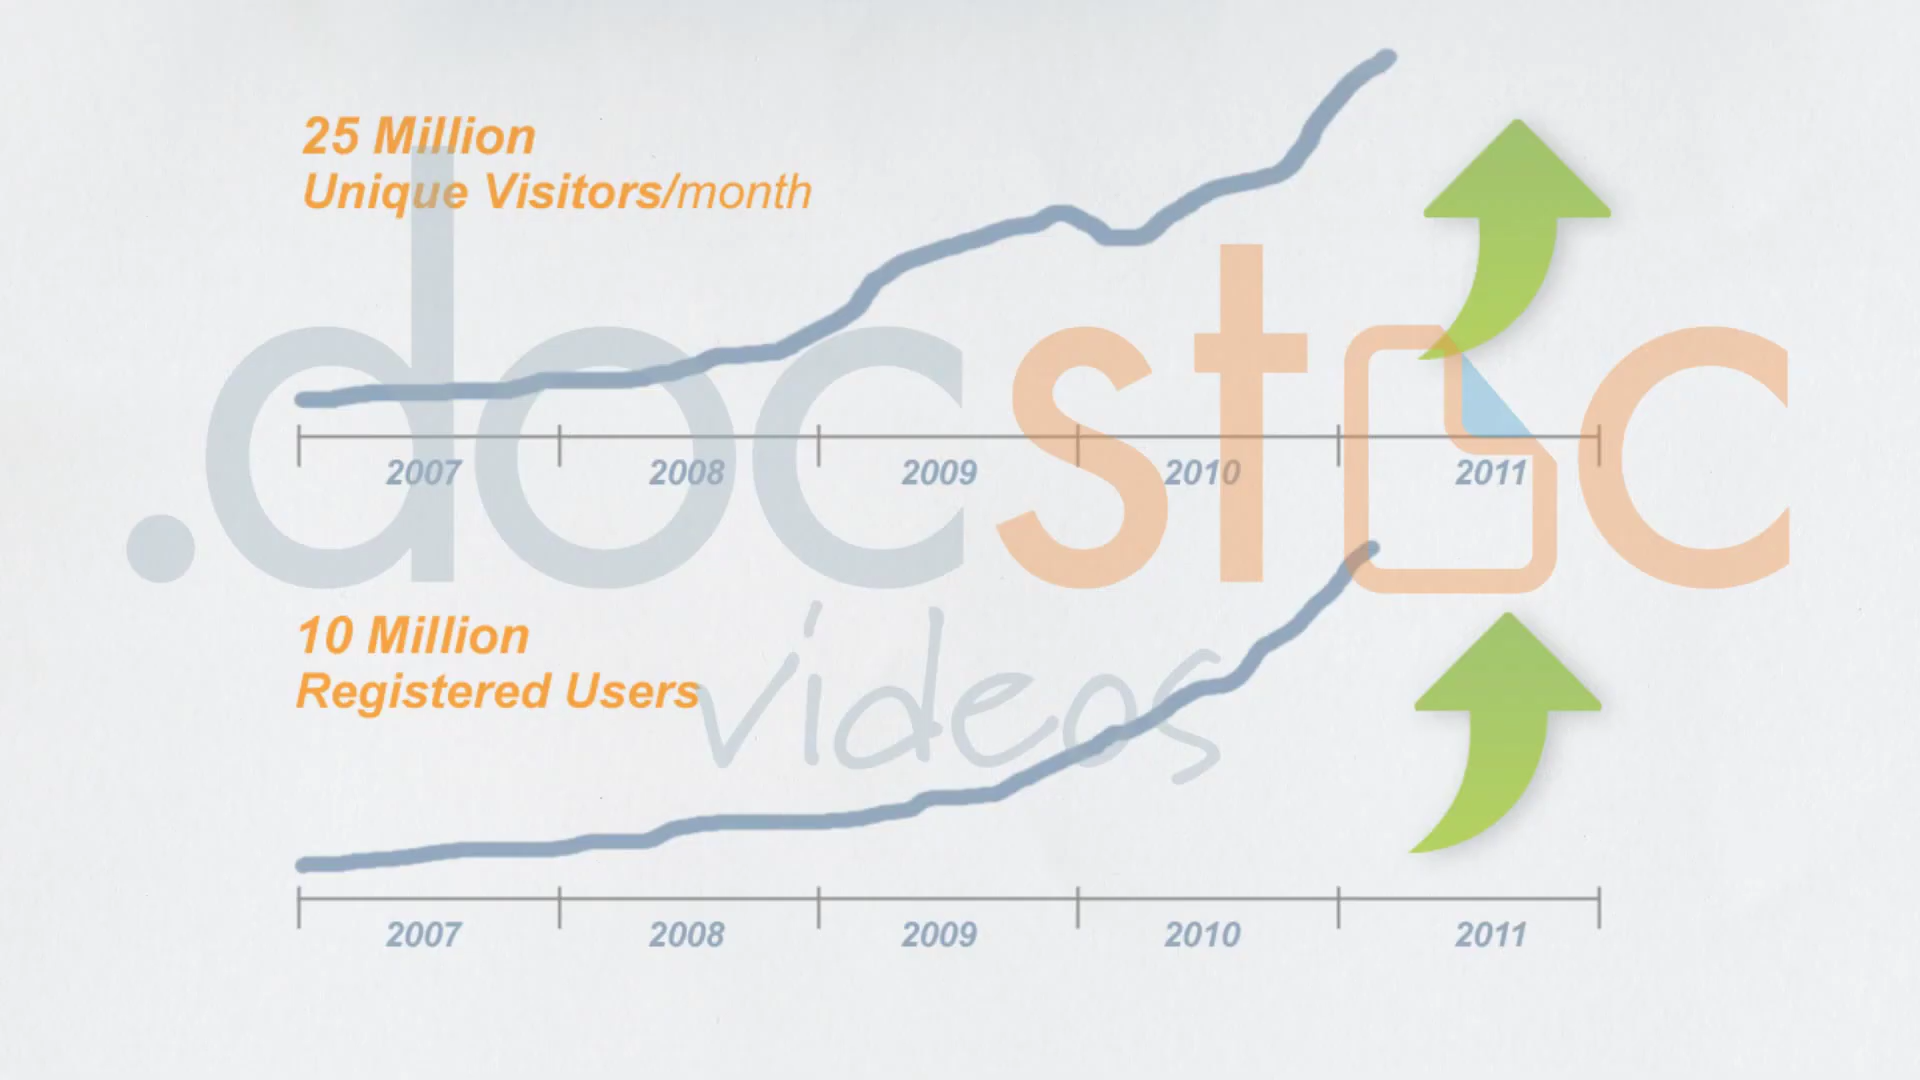 25 Million
Unique Visitors/month
2007 2008 2009 2010 2011
.docstoc
videos
10 Million
Registered Users
2007 2008 2009 2010 2011